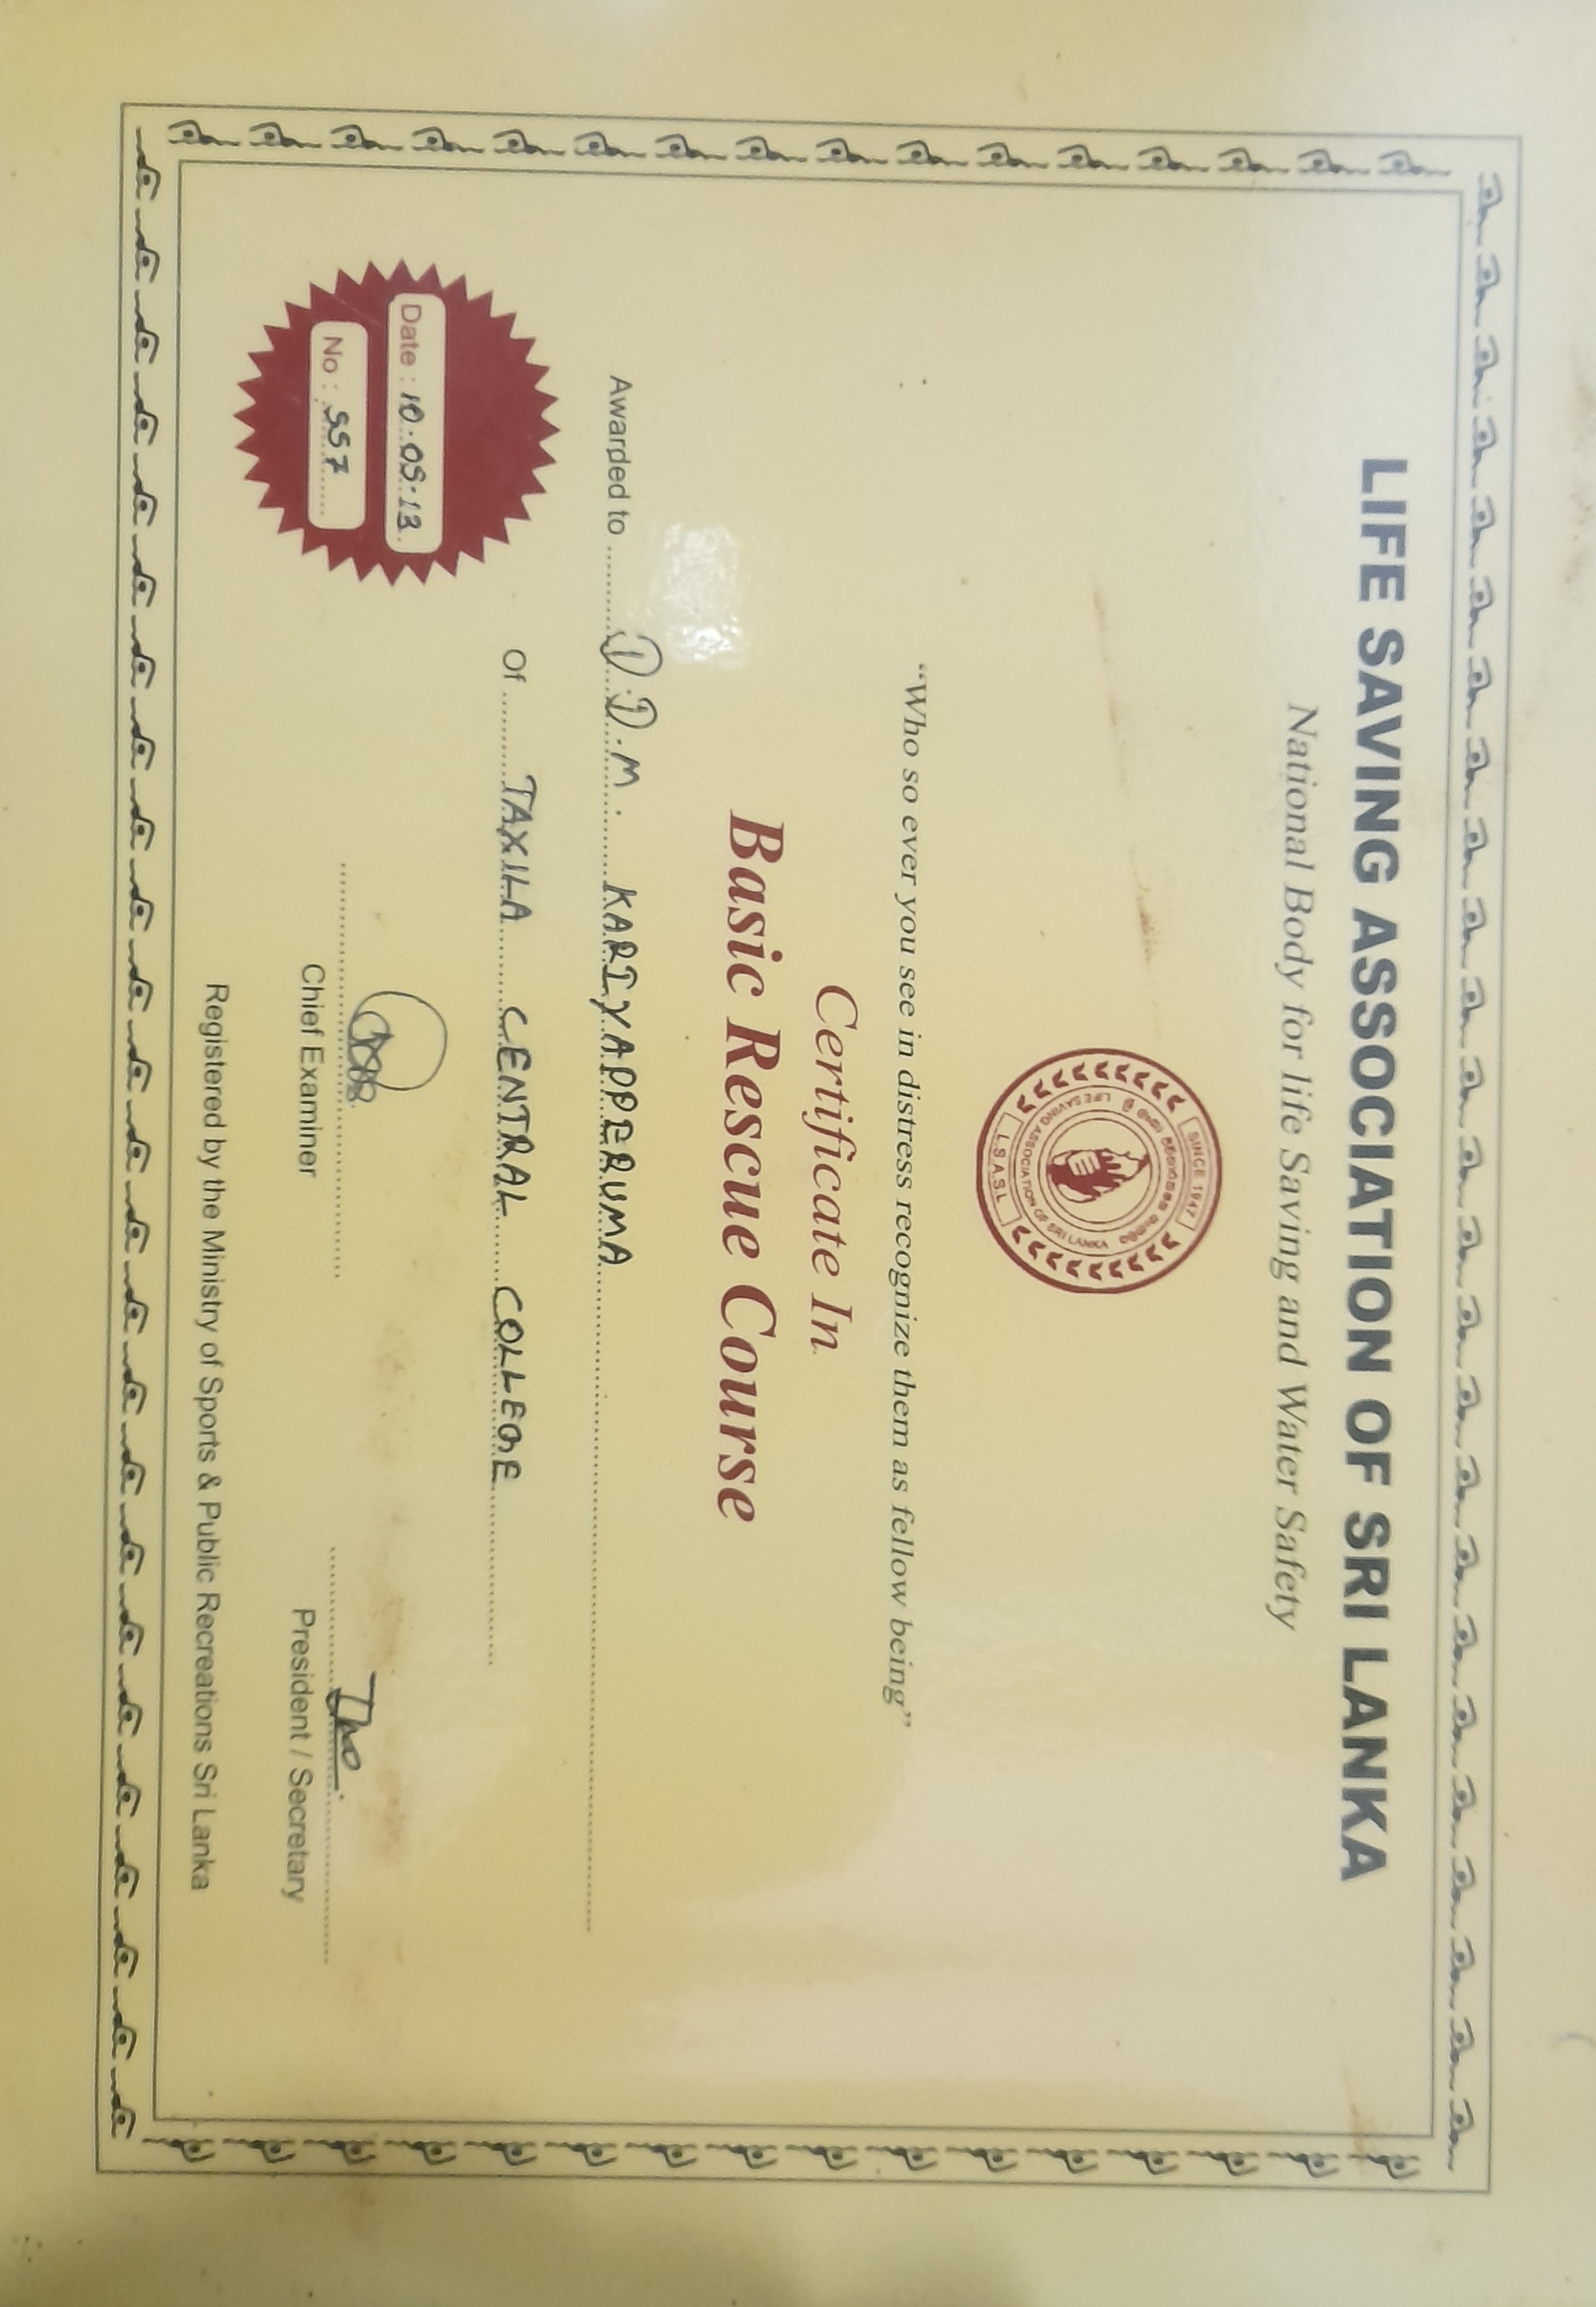 LIFE SAVING ASSOCIATION OF SRI LANKA
National Body for life Saving and Water Safety
SINCE 1947
LIFE SAVING ASSOCIATION OF SRI LANKA
L.S.A.S.L
“Who so ever you see in distress recognize them as fellow being”
Certificate In
Basic Rescue Course
Awarded to D.D.M. KARIYAPPERUMA
Of TAXILA CENTRAL COLLEGE
Date : 10.05.13
No : 557
Chief Examiner
President / Secretary
Registered by the Ministry of Sports & Public Recreations Sri Lanka